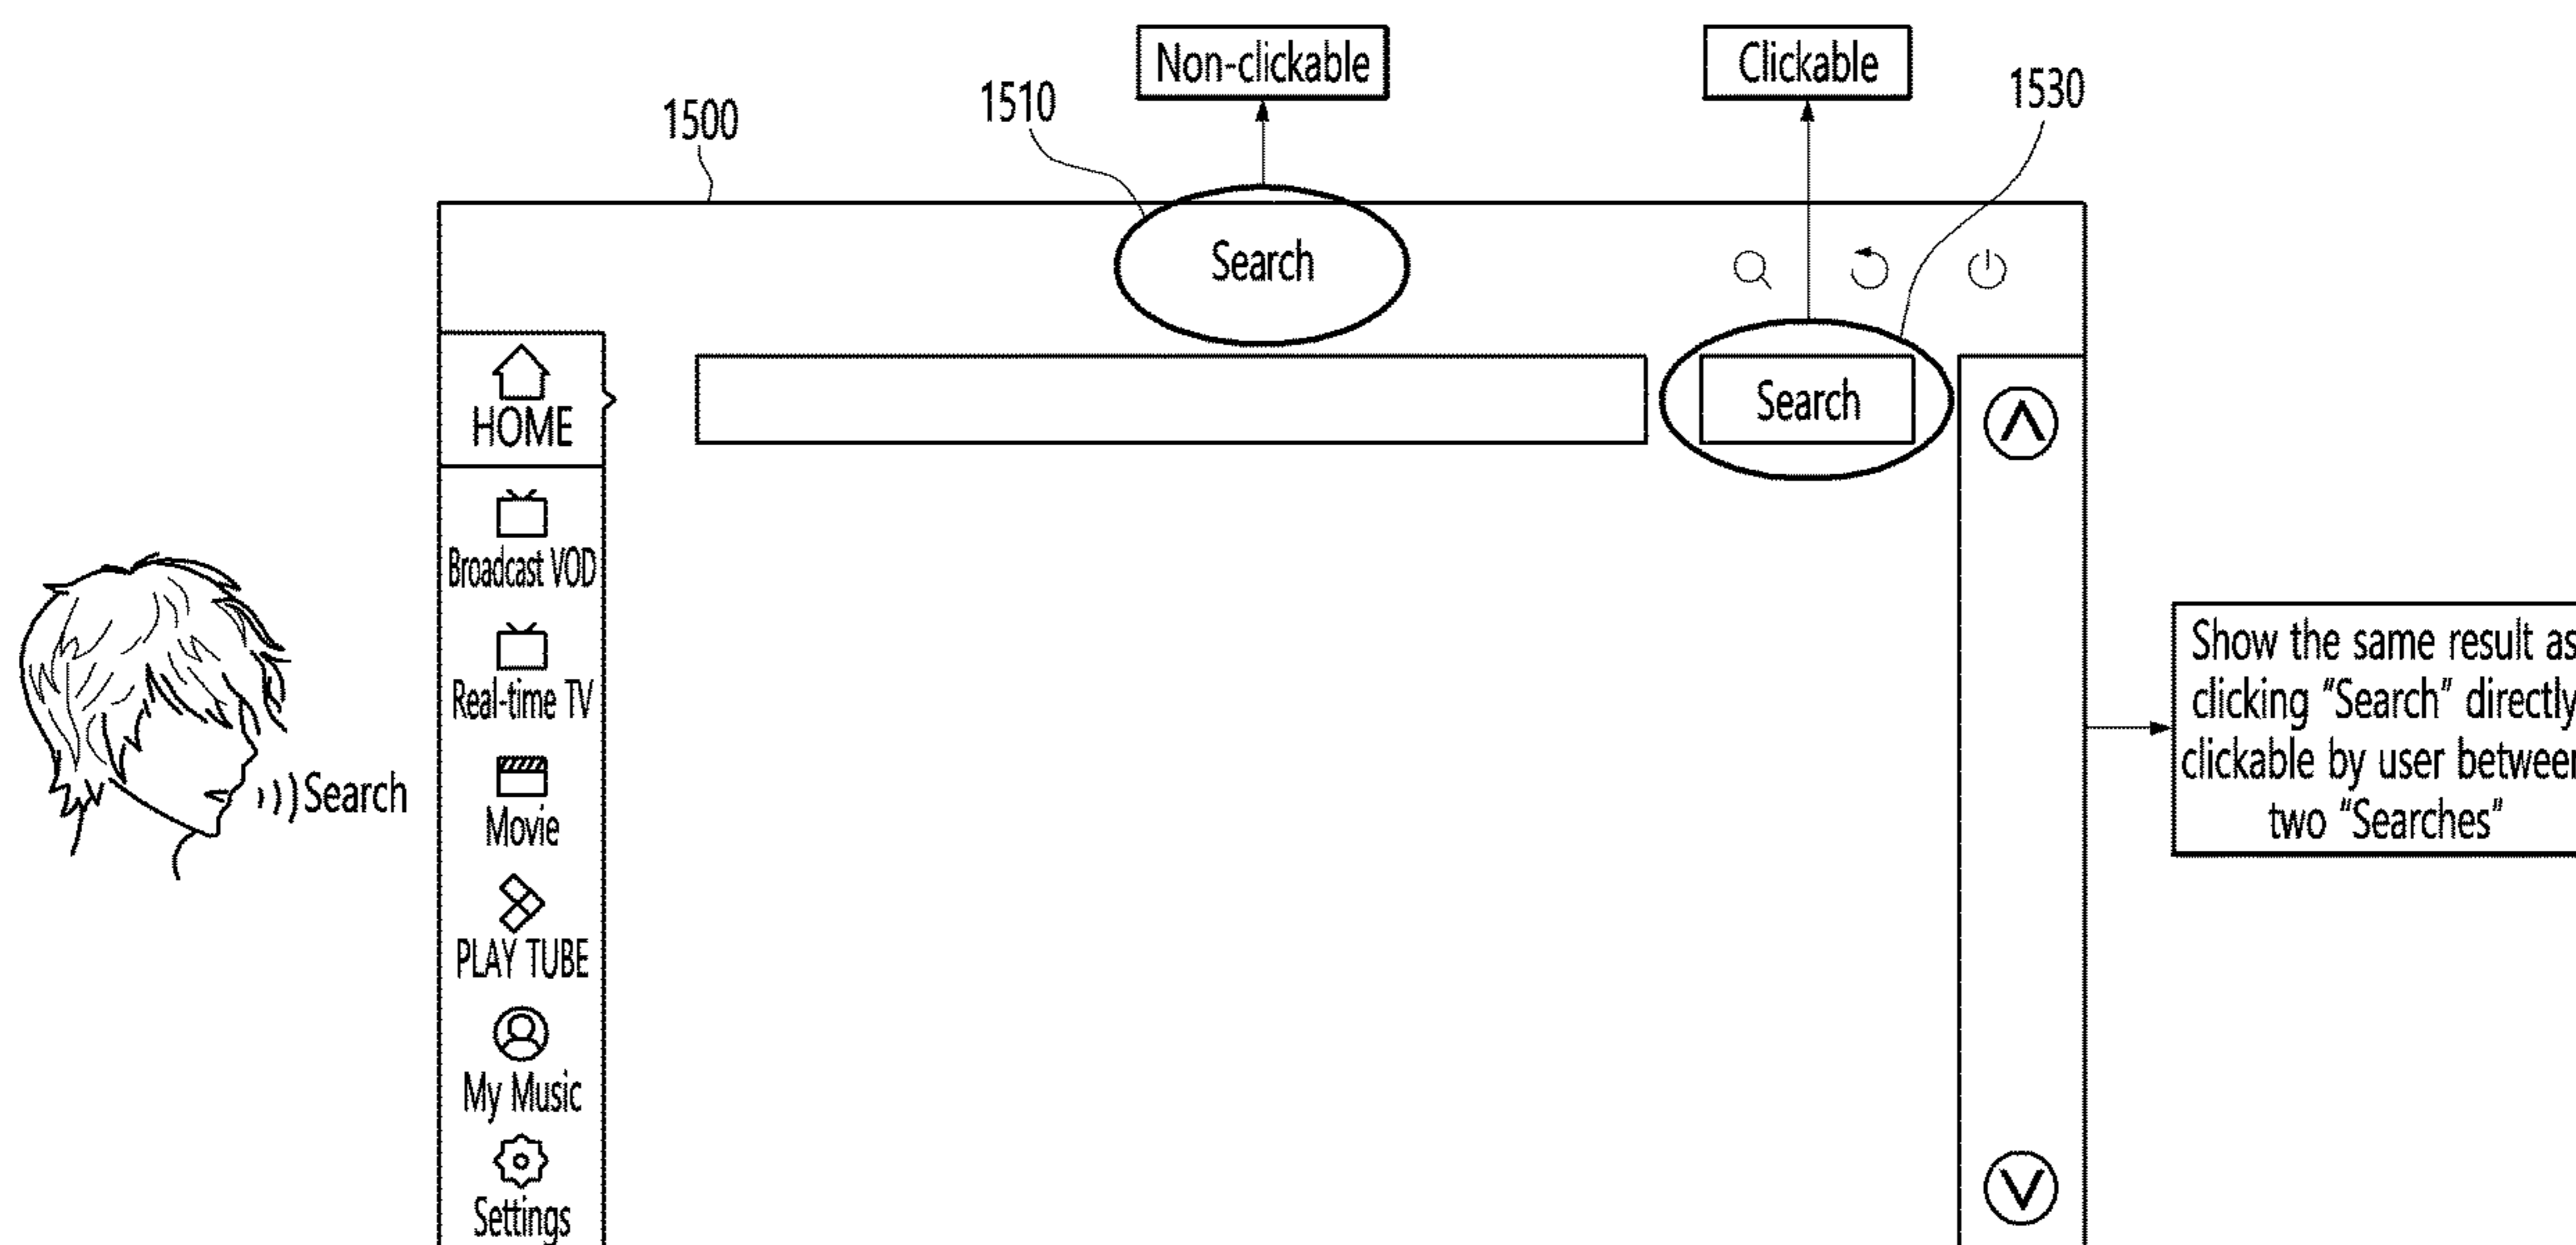 Non-clickable
Clickable
1500
1510
1530
Search
HOME
Search
Broadcast VOD
Real-time TV
Search
Movie
PLAY TUBE
My Music
Settings
Show the same result as
clicking "Search" directly
clickable by user between
two "Searches"